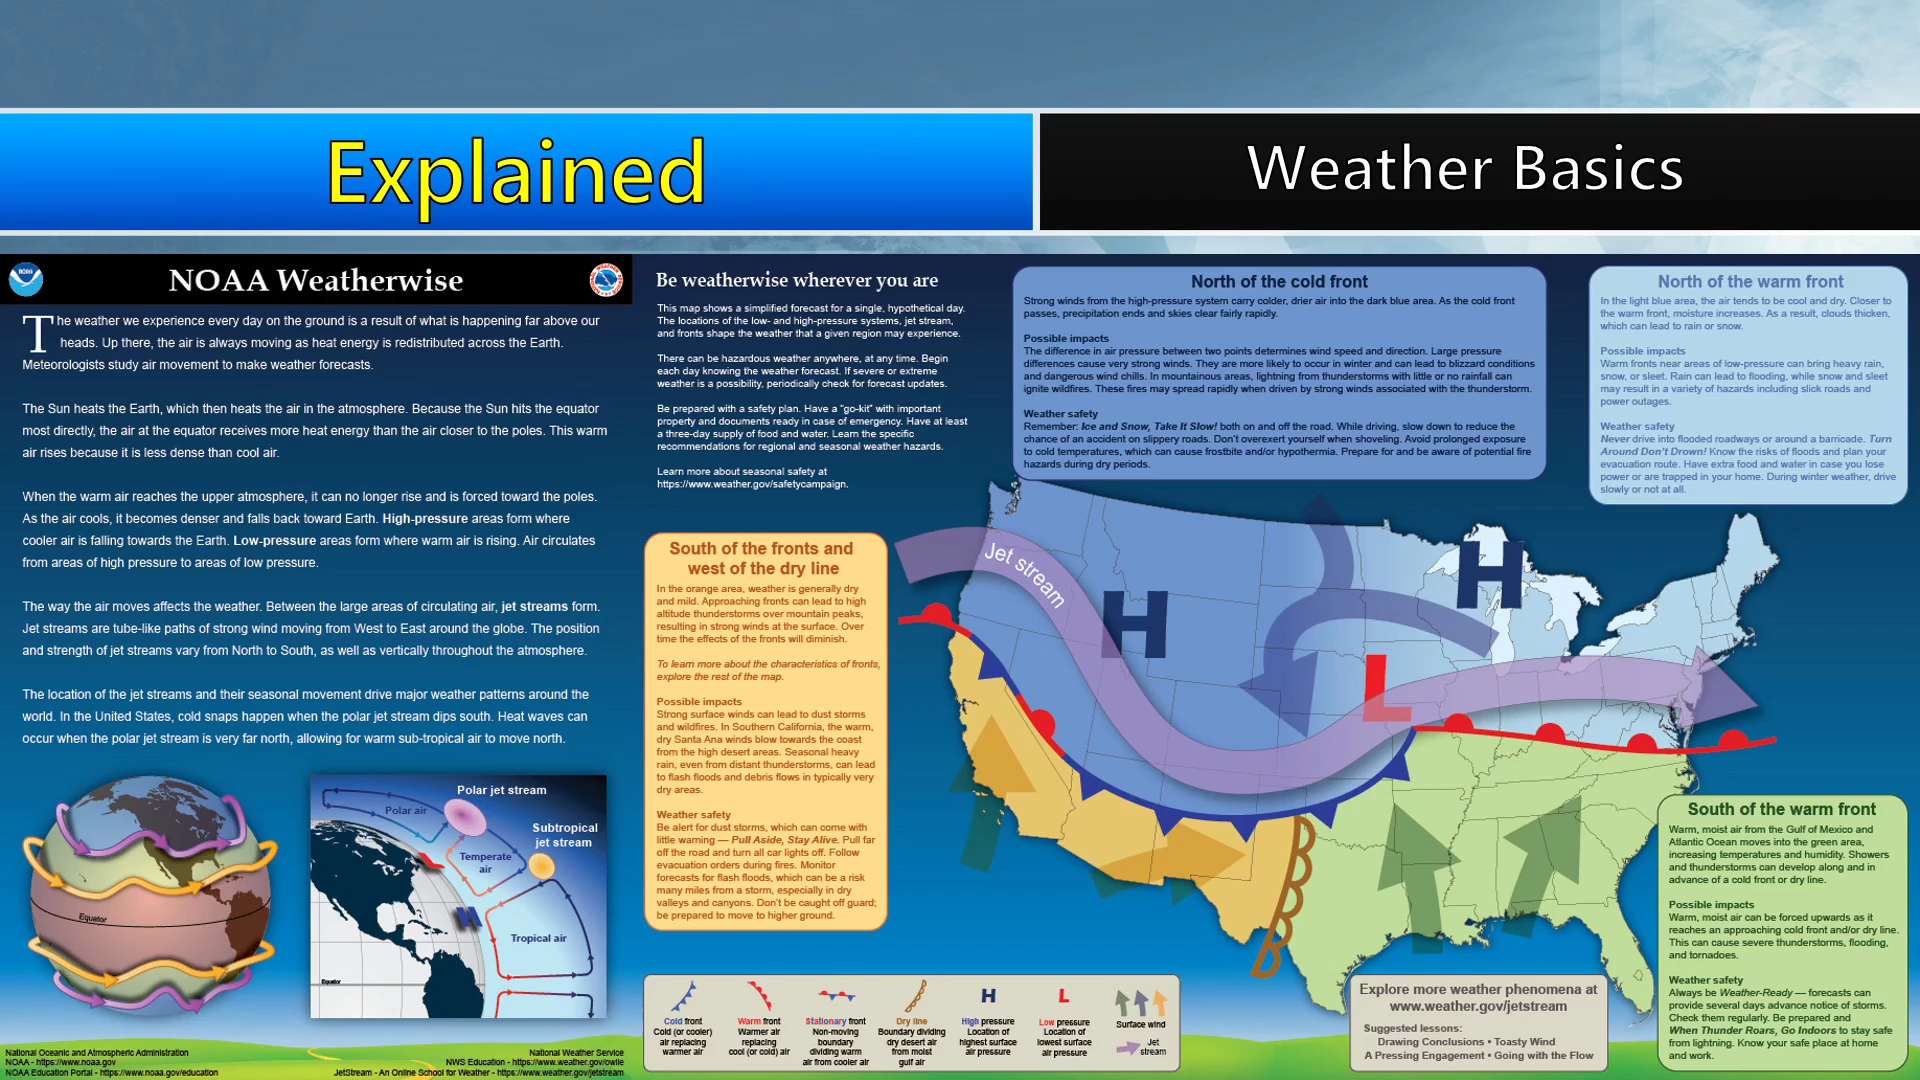 Explained
Weather Basics
NOAA
NOAA Weatherwise
The weather we experience every day on the ground is a result of what is happening far above our
heads. Up there, the air is always moving as heat energy is redistributed across the Earth.
Meteorologists study air movement to make weather forecasts.
The Sun heats the Earth, which then heats the air in the atmosphere. Because the Sun hits the equator
most directly, the air at the equator receives more heat energy than the air closer to the poles. This warm
air rises because it is less dense than cool air.
When the warm air reaches the upper atmosphere, it can no longer rise and is forced toward the poles.
As the air cools, it becomes denser and falls back toward Earth. High-pressure areas form where
cooler air is falling towards the Earth. Low-pressure areas form where warm air is rising. Air circulates
from areas of high pressure to areas of low pressure.
The way the air moves affects the weather. Between the large areas of circulating air, jet streams form.
Jet streams are tube-like paths of strong wind moving from West to East around the globe. The position
and strength of jet streams vary from North to South, as well as vertically throughout the atmosphere.
The location of the jet streams and their seasonal movement drive major weather patterns around the
world. In the United States, cold snaps happen when the polar jet stream dips south. Heat waves can
occur when the polar jet stream is very far north, allowing for warm sub-tropical air to move north.
Equator
Polar jet stream
Polar air
Subtropical
jet stream
L
Temperate
air
H
Tropical air
Equator
National Oceanic and Atmospheric Administration
NOAA - https://www.noaa.gov
NOAA Education Portal - https://www.noaa.gov/education
National Weather Service
NWS Education - https://www.weather.gov/owlie
JetStream - An Online School for Weather - https://www.weather.gov/jetstream
Be weatherwise wherever you are
This map shows a simplified forecast for a single, hypothetical day.
The locations of the low- and high-pressure systems, jet stream,
and fronts shape the weather that a given region may experience.
There can be hazardous weather anywhere, at any time. Begin
each day knowing the weather forecast. If severe or extreme
weather is a possibility, periodically check for forecast updates.
Be prepared with a safety plan. Have a "go-kit" with important
property and documents ready in case of emergency. Have at least
a three-day supply of food and water. Learn the specific
recommendations for regional and seasonal weather hazards.
Learn more about seasonal safety at
https://www.weather.gov/safetycampaign.
North of the cold front
Strong winds from the high-pressure system carry colder, drier air into the dark blue area. As the cold front
passes, precipitation ends and skies clear fairly rapidly.
Possible impacts
The difference in air pressure between two points determines wind speed and direction. Large pressure
differences cause very strong winds. They are more likely to occur in winter and can lead to blizzard conditions
and dangerous wind chills. In mountainous areas, lightning from thunderstorms with little or no rainfall can
ignite wildfires. These fires may spread rapidly when driven by strong winds associated with the thunderstorm.
Weather safety
Remember: Ice and Snow, Take It Slow! both on and off the road. While driving, slow down to reduce the
chance of an accident on slippery roads. Don't overexert yourself when shoveling. Avoid prolonged exposure
to cold temperatures, which can cause frostbite and/or hypothermia. Prepare for and be aware of potential fire
hazards during dry periods.
North of the warm front
In the light blue area, the air tends to be cool and dry. Closer to
the warm front, moisture increases. As a result, clouds thicken,
which can lead to rain or snow.
Possible impacts
Warm fronts near areas of low-pressure can bring heavy rain,
snow, or sleet. Rain can lead to flooding, while snow and sleet
may result in a variety of hazards including slick roads and
power outages.
Weather safety
Never drive into flooded roadways or around a barricade. Turn
Around Don't Drown! Know the risks of floods and plan your
evacuation route. Have extra food and water in case you lose
power or are trapped in your home. During winter weather, drive
slowly or not at all.
South of the fronts and
west of the dry line
In the orange area, weather is generally dry
and mild. Approaching fronts can lead to high
altitude thunderstorms over mountain peaks,
resulting in strong winds at the surface. Over
time the effects of the fronts will diminish.
To learn more about the characteristics of fronts,
explore the rest of the map.
Possible impacts
Strong surface winds can lead to dust storms
and wildfires. In Southern California, the warm,
dry Santa Ana winds blow towards the coast
from the high desert areas. Seasonal heavy
rain, even from distant thunderstorms, can lead
to flash floods and debris flows in typically very
dry areas.
Weather safety
Be alert for dust storms, which can come with
little warning — Pull Aside, Stay Alive. Pull far
off the road and turn all car lights off. Follow
evacuation orders during fires. Monitor
forecasts for flash floods, which can be a risk
many miles from a storm, especially in dry
valleys and canyons. Don't be caught off guard;
be prepared to move to higher ground.
Jet stream
H
H
L
South of the warm front
Warm, moist air from the Gulf of Mexico and
Atlantic Ocean moves into the green area,
increasing temperatures and humidity. Showers
and thunderstorms can develop along and in
advance of a cold front or dry line.
Possible impacts
Warm, moist air can be forced upwards as it
reaches an approaching cold front and/or dry line.
This can cause severe thunderstorms, flooding,
and tornadoes.
Weather safety
Always be Weather-Ready — forecasts can
provide several days advance notice of storms.
Check them regularly. Be prepared and
When Thunder Roars, Go Indoors to stay safe
from lightning. Know your safe place at home
and work.
Cold front
Cold (or cooler)
air replacing
warmer air
Warm front
Warmer air
replacing
cool (or cold) air
Stationary front
Non-moving
boundary
dividing warm
air from cooler air
Dry line
Boundary dividing
dry desert air
from moist
gulf air
H
High pressure
Location of
highest surface
air pressure
L
Low pressure
Location of
lowest surface
air pressure
Surface wind
Jet
stream
Explore more weather phenomena at
www.weather.gov/jetstream
Suggested lessons:
Drawing Conclusions • Toasty Wind
A Pressing Engagement • Going with the Flow